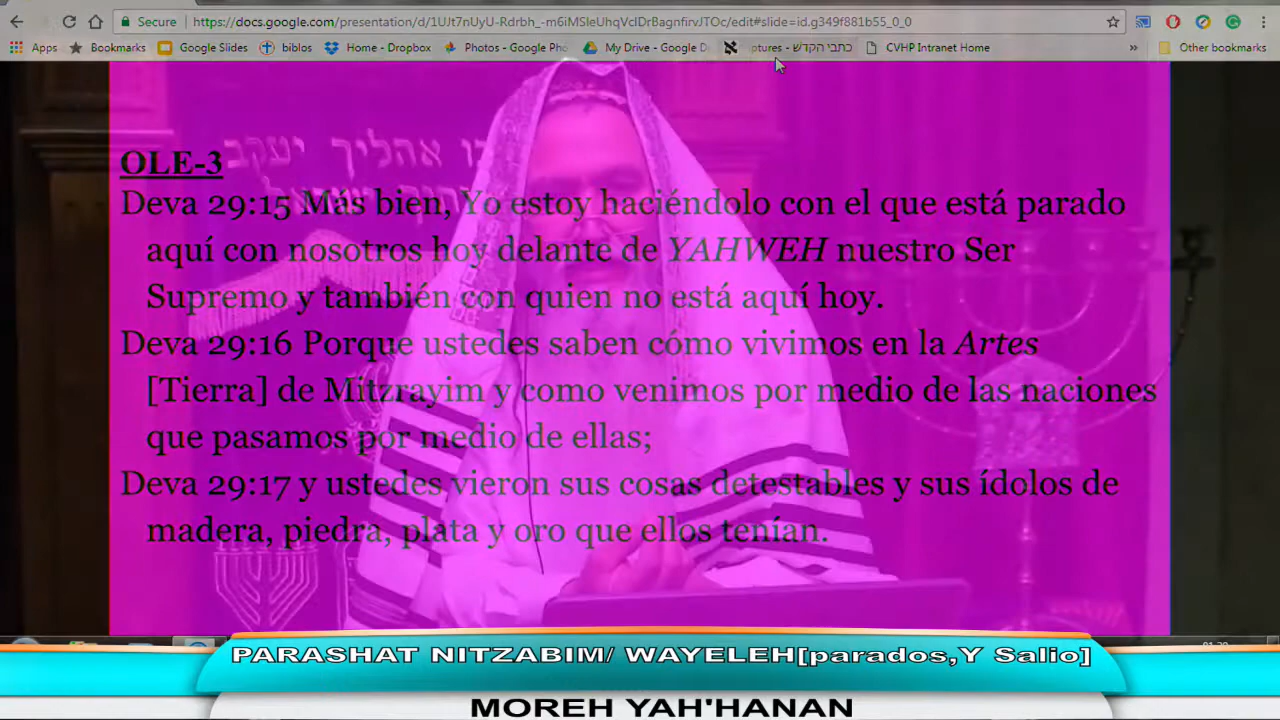 Secure https://docs.google.com/presentation/d/1UJt7nUyU-Rdrbh_-m6iMSleUhqVclDrBagnfirvJTOc/edit#slide=id.g349f881b55_0_0
Apps Google Slides biblos Home - Dropbox Photos - Google Pho My Drive - Google D ptures - כתבי הקדש CVHP Intranet Home » Other bookmarks
אהליך יעקב
OLE-3
Deva 29:15 Más bien, Yo estoy haciéndolo con el que está parado
aquí con nosotros hoy delante de YAHWEH nuestro Ser
Supremo y también con quien no está aquí hoy.
Deva 29:16 Porque ustedes saben cómo vivimos en la Artes
[Tierra] de Mitzrayim y como venimos por medio de las naciones
que pasamos por medio de ellas;
Deva 29:17 y ustedes vieron sus cosas detestables y sus ídolos de
madera, piedra, plata y oro que ellos tenían.
PARASHAT NITZABIM/ WAYELEH[parados,Y Salio]
MOREH YAH'HANAN